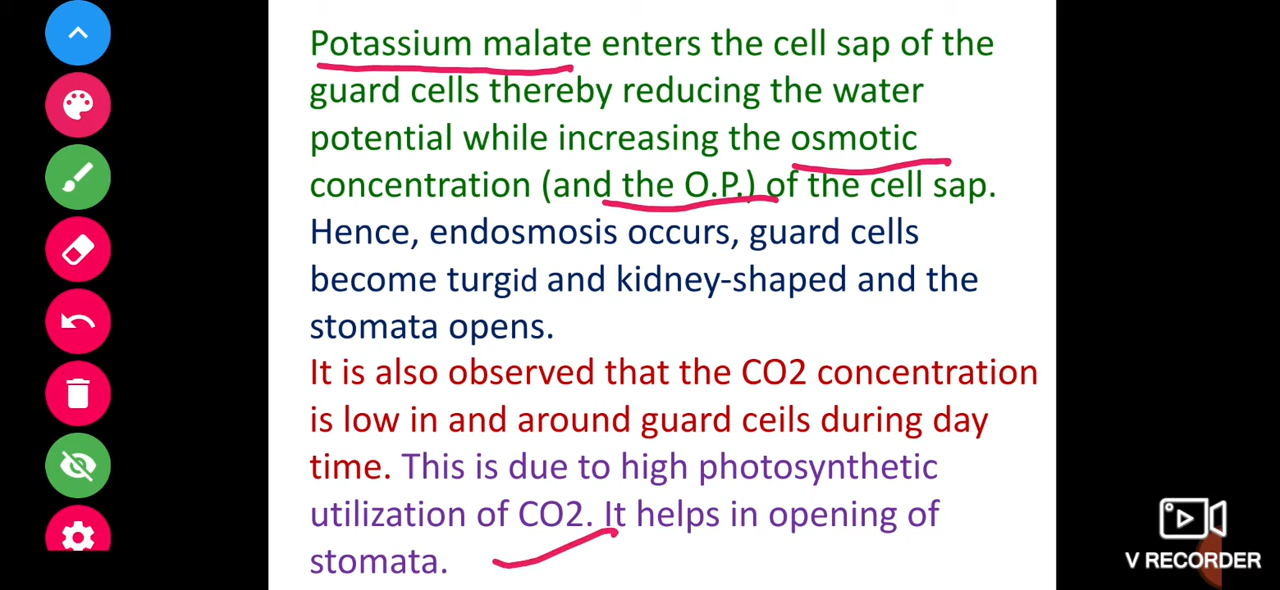 Potassium malate enters the cell sap of the
guard cells thereby reducing the water
potential while increasing the osmotic
concentration (and the O.P.) of the cell sap.
Hence, endosmosis occurs, guard cells
become turgid and kidney-shaped and the
stomata opens.
It is also observed that the CO2 concentration
is low in and around guard ceils during day
time. This is due to high photosynthetic
utilization of CO2. It helps in opening of
stomata.
V RECORDER